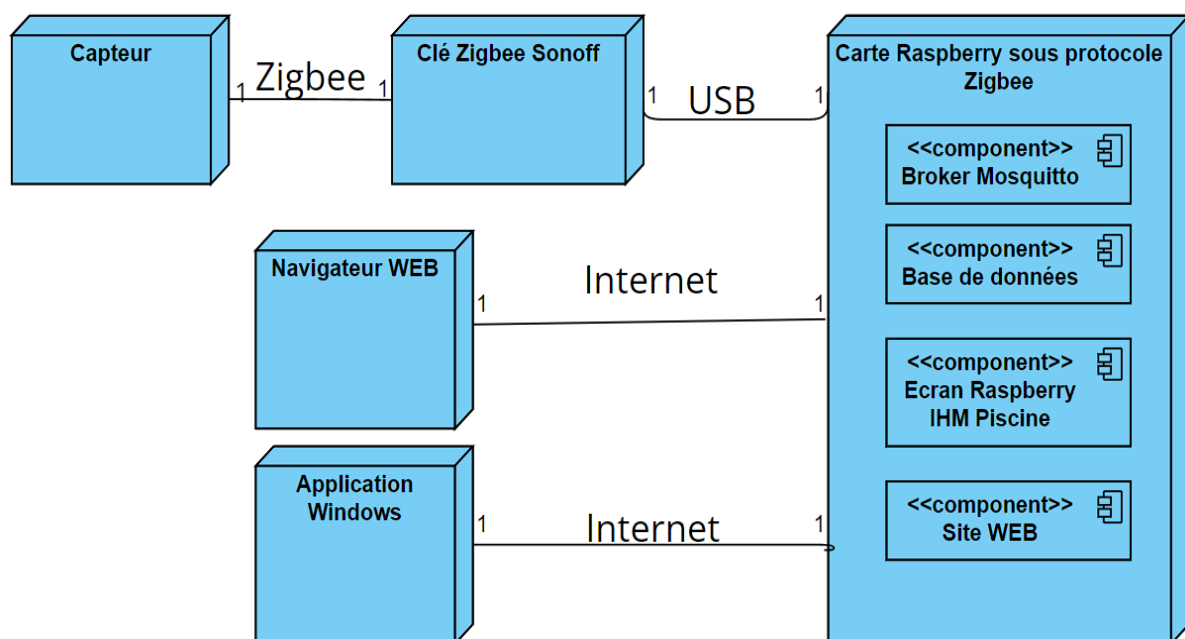 Capteur
Zigbee
1
1
Clé Zigbee Sonoff
1
USB
1
Carte Raspberry sous protocole
Zigbee
<<component>>
Broker Mosquitto
<<component>>
Base de données
<<component>>
Ecran Raspberry
IHM Piscine
<<component>>
Site WEB
Navigateur WEB
1
Internet
1
Application
Windows
1
Internet
1